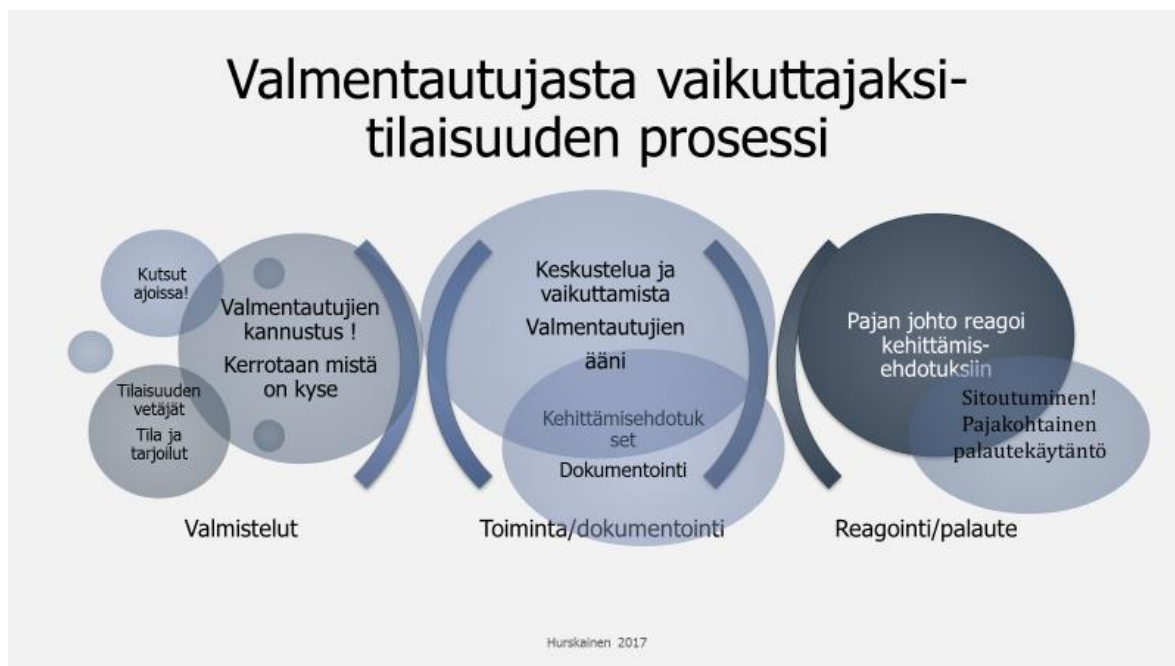 Valmentautujasta vaikuttajaksi-
tilaisuuden prosessi
Kutsut
ajoissa!
Tilaisuuden
vetäjät
Tila ja
tarjoilut
Valmentautujien
kannustus !
Kerrotaan mistä
on kyse
Valmistelut
Keskustelua ja
vaikuttamista
Valmentautujien
ääni
Kehittämisehdotuk
set
Dokumentointi
Toiminta/dokumentointi
Pajan johto reagoi
kehittämis-
ehdotuksiin
Sitoutuminen!
Pajakohtainen
palautekäytäntö
Reagointi/palaute
Hurskainen 2017